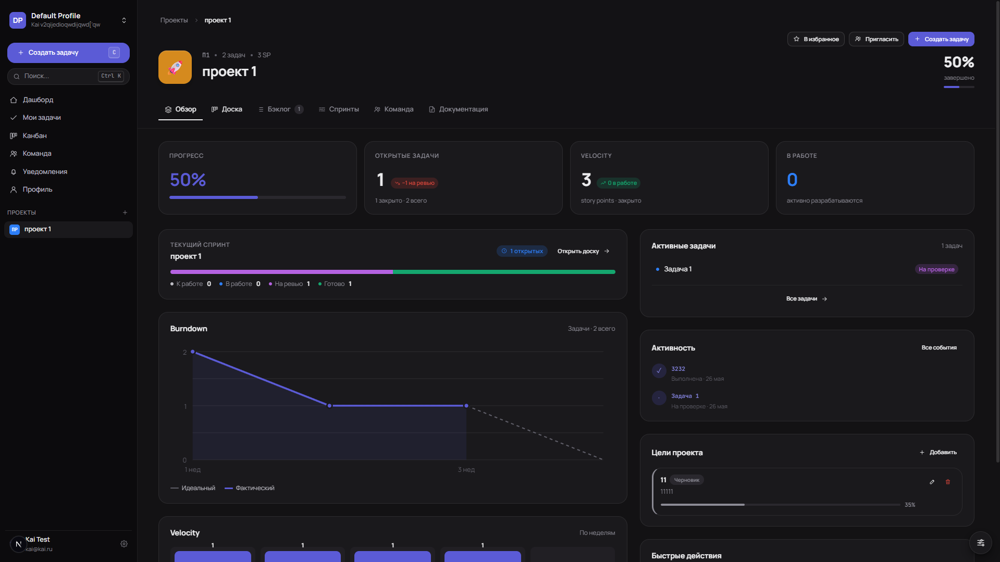 DP
Default Profile
Kai v2qijedioqwdijqwd['qw
Создать задачу
C
Поиск...
Ctrl K
Дашборд
Мои задачи
Канбан
Команда
Уведомления
Профиль
ПРОЕКТЫ
ПР
проект 1
N
Kai Test
kai@kai.ru
Проекты
проект 1
В избранное
Пригласить
Создать задачу
П1 • 2 задач • 3 SP
проект 1
50%
завершено
Обзор
Доска
Бэклог 1
Спринты
Команда
Документация
ПРОГРЕСС
50%
ОТКРЫТЫЕ ЗАДАЧИ
1
−1 на ревью
1 закрыто · 2 всего
VELOCITY
3
0 в работе
story points · закрыто
В РАБОТЕ
0
активно разрабатываются
ТЕКУЩИЙ СПРИНТ
проект 1
1 открытых
Открыть доску
К работе 0
В работе 0
На ревью 1
Готово 1
Burndown
Задачи · 2 всего
2
1
0
1 нед
3 нед
Идеальный
Фактический
Velocity
По неделям
1
1
1
1
Активные задачи
1 задач
Задача 1
На проверке
Все задачи
Активность
Все события
3232
Выполнена · 26 мая
Задача 1
На проверке · 26 мая
Цели проекта
Добавить
11
Черновик
11111
35%
Быстрые действия